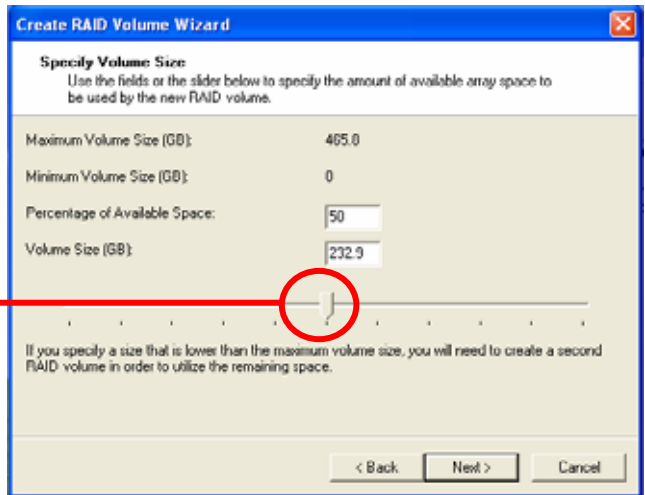 Create RAID Volume Wizard
Specify Volume Size
Use the fields or the slider below to specify the amount of available array space to
be used by the new RAID volume.
Maximum Volume Size (GB): 465.8
Minimum Volume Size (GB): 0
Percentage of Available Space: 50
Volume Size (GB): 232.9
If you specify a size that is lower than the maximum volume size, you will need to create a second
RAID volume in order to utilize the remaining space.
< Back Next > Cancel